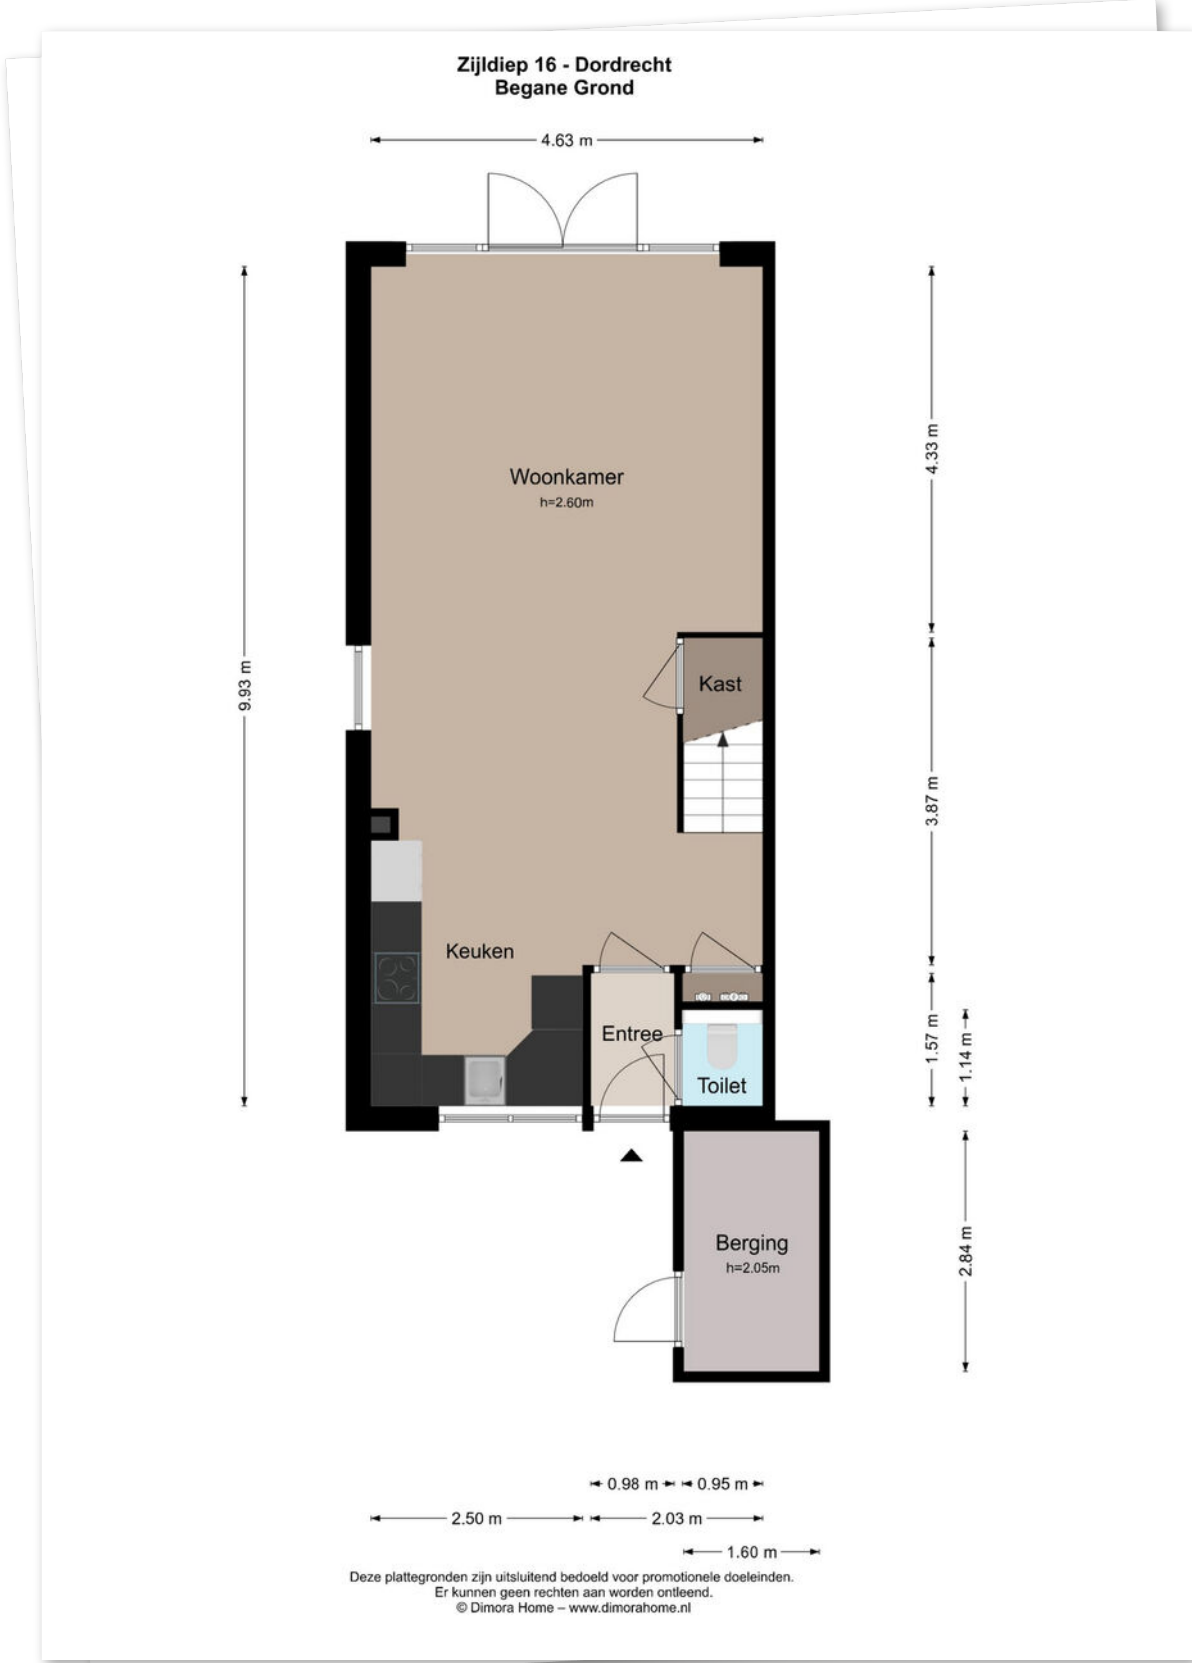 Zijldiep 16 - Dordrecht
Begane Grond
4.63 m
Woonkamer
h=2.60m
4.33 m
9.93 m
Kast
3.87 m
Keuken
Entree
Toilet
1.57 m
1.14 m
Berging
h=2.05m
2.84 m
0.98 m
0.95 m
2.50 m
2.03 m
1.60 m
Deze plattegronden zijn uitsluitend bedoeld voor promotionele doeleinden.
Er kunnen geen rechten aan worden ontleend.
© Dimora Home – www.dimorahome.nl